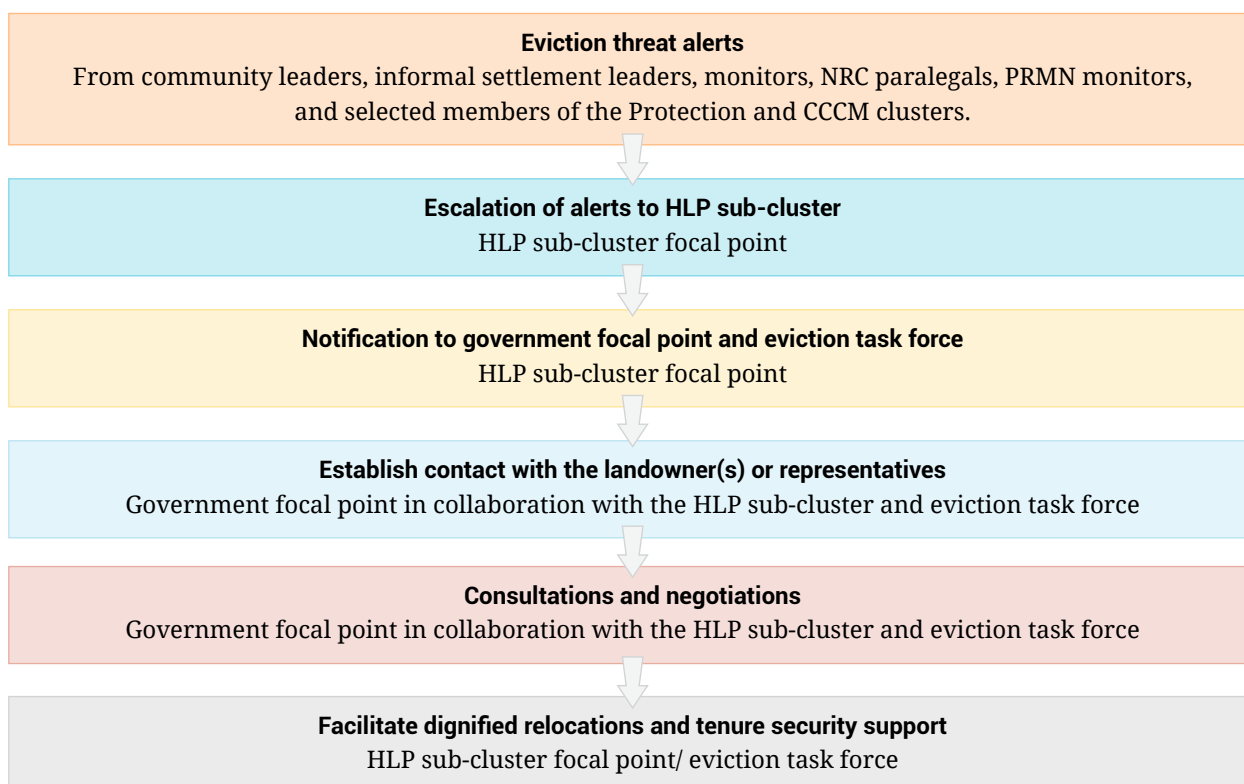 Eviction threat alerts
From community leaders, informal settlement leaders, monitors, NRC paralegals, PRMN monitors,
and selected members of the Protection and CCCM clusters.
Escalation of alerts to HLP sub-cluster
HLP sub-cluster focal point
Notification to government focal point and eviction task force
HLP sub-cluster focal point
Establish contact with the landowner(s) or representatives
Government focal point in collaboration with the HLP sub-cluster and eviction task force
Consultations and negotiations
Government focal point in collaboration with the HLP sub-cluster and eviction task force
Facilitate dignified relocations and tenure security support
HLP sub-cluster focal point/ eviction task force